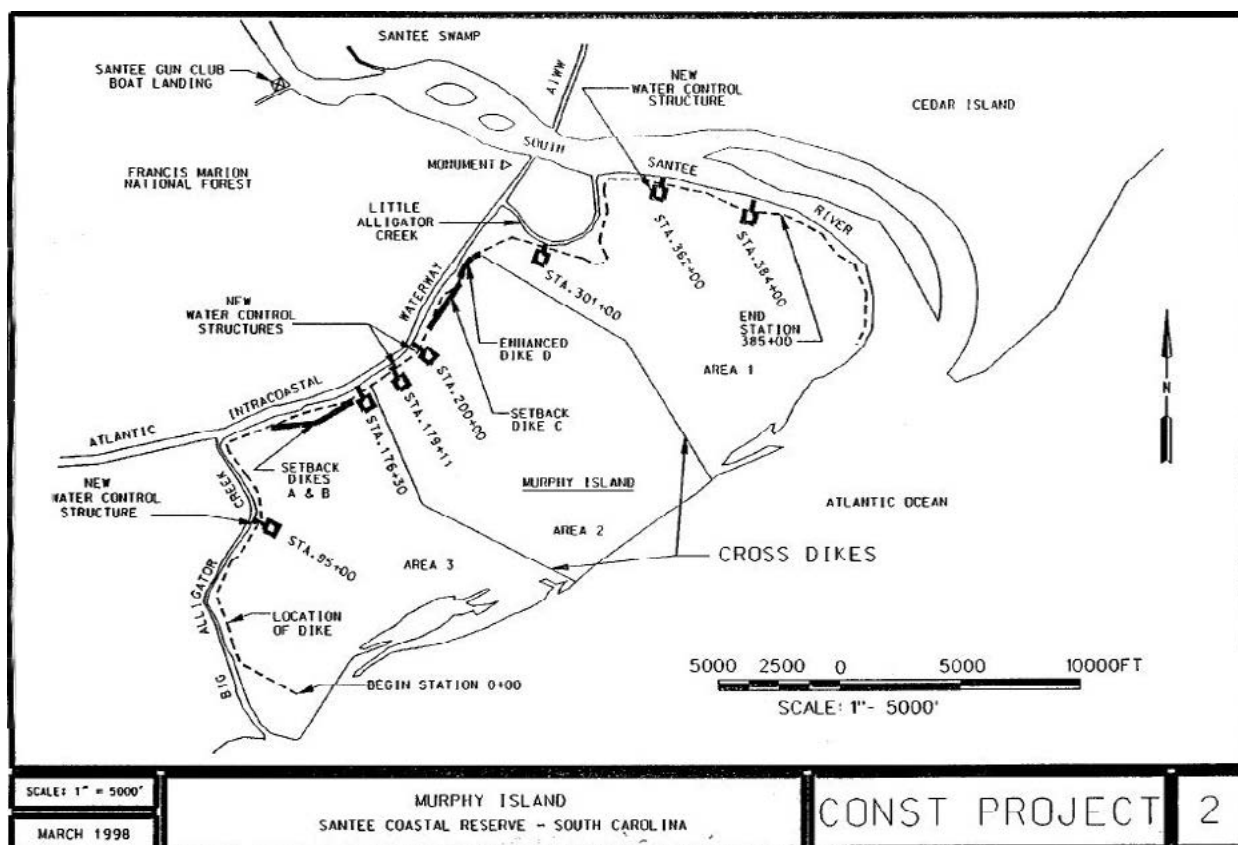 SANTEE SWAMP
SANTEE GUN CLUB
BOAT LANDING
AIWW
NEW
WATER CONTROL
STRUCTURE
CEDAR ISLAND
SOUTH
SANTEE
RIVER
FRANCIS MARION
NATIONAL FOREST
MONUMENT
LITTLE
ALLIGATOR
CREEK
STA.362+00
STA.384+00
STA.301+00
WATERWAY
NEW
WATER CONTROL
STRUCTURES
END
STATION
385+00
ENHANCED
DIKE D
AREA 1
N
INTRACOASTAL
STA.200+00
SETBACK
DIKE C
ATLANTIC
STA.179+11
STA.176+30
SETBACK
DIKES
A & B
NEW
WATER CONTROL
STRUCTURE
CREEK
MURPHY ISLAND
ATLANTIC OCEAN
STA.95+00
AREA 2
CROSS DIKES
AREA 3
ALLIGATOR
LOCATION
OF DIKE
BIG
BEGIN STATION 0+00
5000 2500 0 5000 10000FT
SCALE: 1"- 5000'
SCALE: 1" = 5000'
MARCH 1998
MURPHY ISLAND
SANTEE COASTAL RESERVE - SOUTH CAROLINA
CONST PROJECT
2